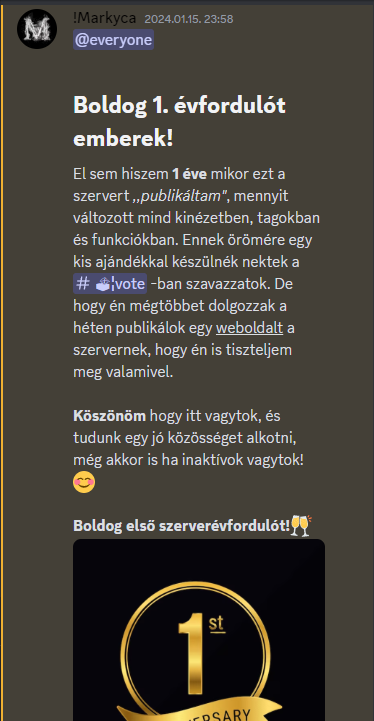 !Markyca 2024.01.15. 23:58
@everyone
Boldog 1. évfordulót
emberek!
El sem hiszem 1 éve mikor ezt a
szervert ,,publikáltam", mennyit
változott mind kinézetben, tagokban
és funkciókban. Ennek örömére egy
kis ajándékkal készülnék nektek a
# 🗳️¦vote -ban szavazzatok. De
hogy én mégtöbbet dolgozzak a
héten publikálok egy weboldalt a
szervernek, hogy én is tiszteljem
meg valamivel.
Köszönöm hogy itt vagytok, és
tudunk egy jó közösséget alkotni,
még akkor is ha inaktívok vagytok!
😊
Boldog első szerverévfordulót!🥂
1st